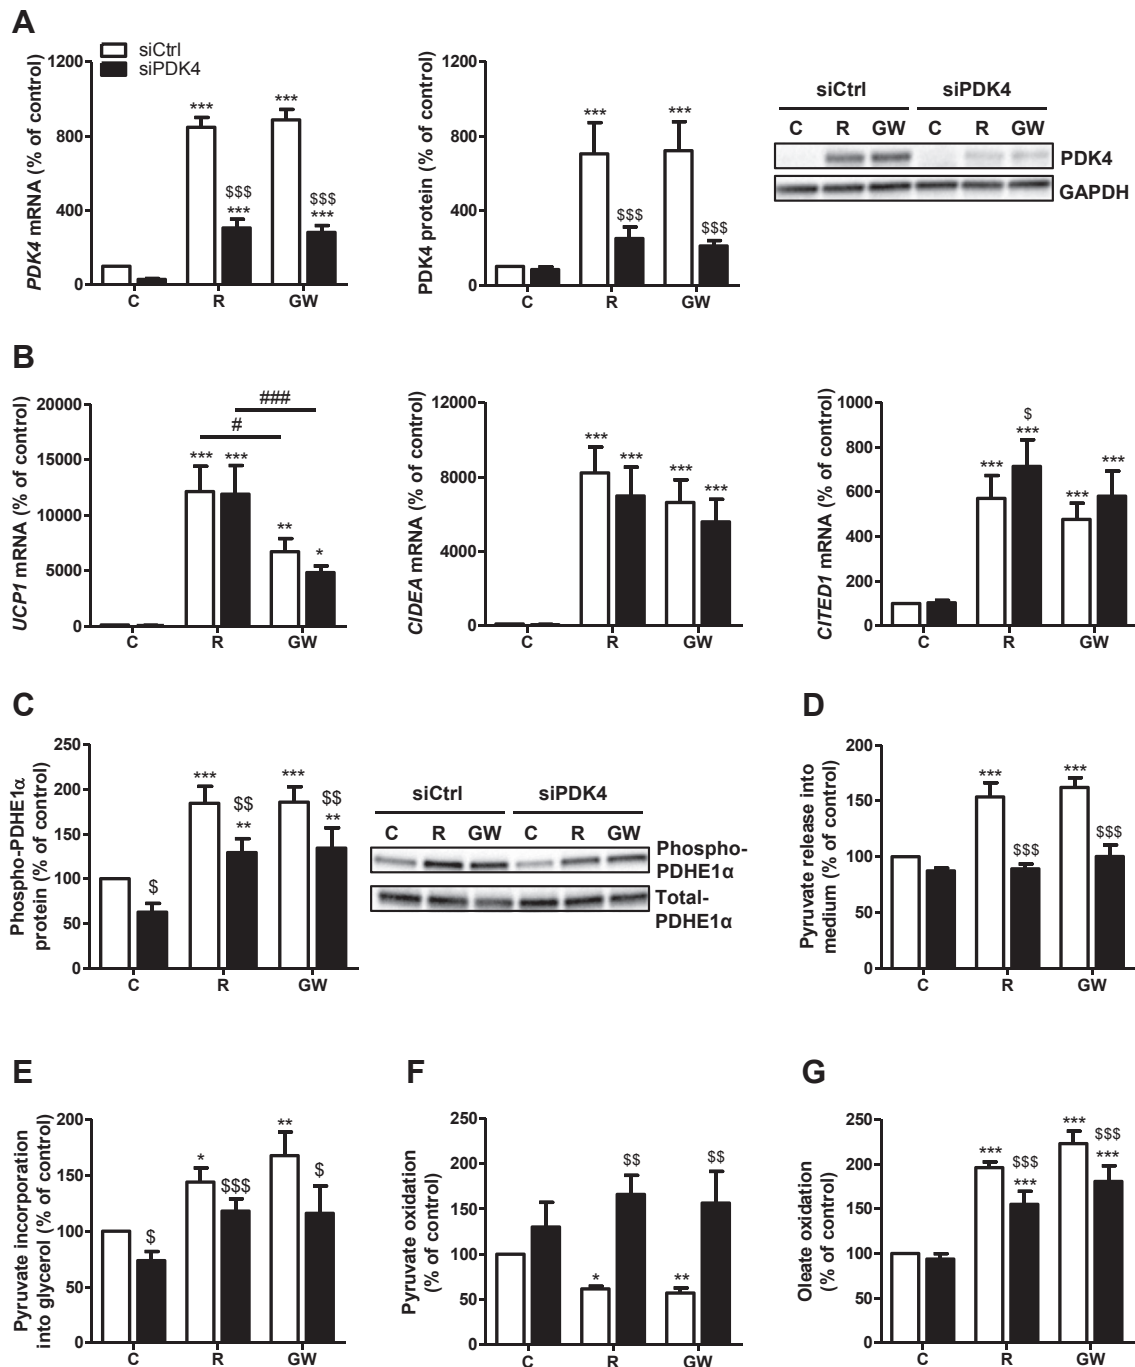 A
siCtrl
siPDK4
PDK4 mRNA (% of control)
1200
800
400
0
***
***
$$$
***
$$$
***
C R GW
PDK4 protein (% of control)
1200
800
400
0
***
***
$$$
$$$
C R GW
siCtrl siPDK4
C R GW C R GW
PDK4
GAPDH
B
UCP1 mRNA (% of control)
20000
15000
10000
5000
0
###
#
***
***
**
*
C R GW
CIDEA mRNA (% of control)
12000
8000
4000
0
***
***
***
***
C R GW
CITED1 mRNA (% of control)
1000
800
600
400
200
0
***
$
***
***
***
C R GW
C
Phospho-PDHE1α
protein (% of control)
250
200
150
100
50
0
$
***
$$
**
***
$$
**
C R GW
siCtrl siPDK4
C R GW C R GW
Phospho-
PDHE1α
Total-
PDHE1α
D
Pyruvate release into
medium (% of control)
200
150
100
50
0
***
$$$
***
$$$
C R GW
E
Pyruvate incorporation
into glycerol (% of control)
200
150
100
50
0
$
*
$$$
**
$
C R GW
F
Pyruvate oxidation
(% of control)
250
200
150
100
50
0
*
$$
**
$$
C R GW
G
Oleate oxidation
(% of control)
250
200
150
100
50
0
***
$$$
***
***
$$$
***
C R GW